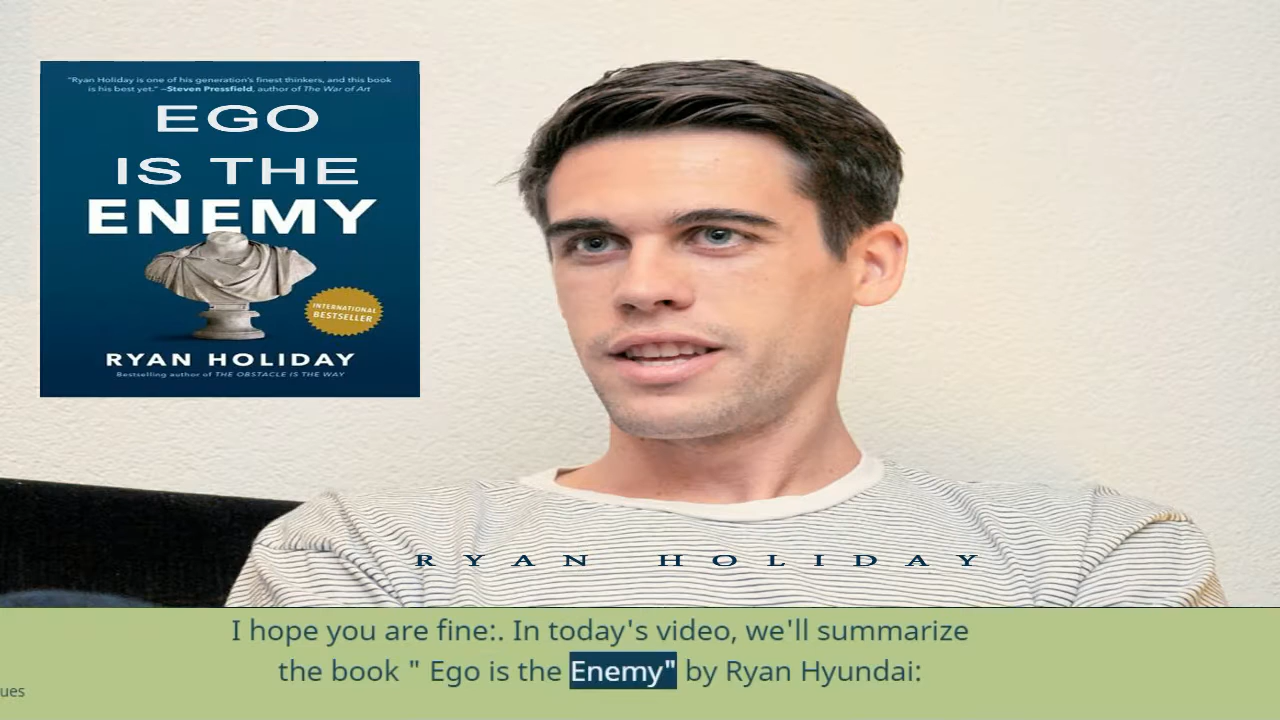 "Ryan Holiday is one of his generation's finest thinkers, and this book
is his best yet." —Steven Pressfield, author of The War of Art
EGO
IS THE
ENEMY
INTERNATIONAL
BESTSELLER
RYAN HOLIDAY
Bestselling author of THE OBSTACLE IS THE WAY
RYAN HOLIDAY
I hope you are fine:. In today's video, we'll summarize
the book " Ego is the Enemy" by Ryan Hyundai:
ues